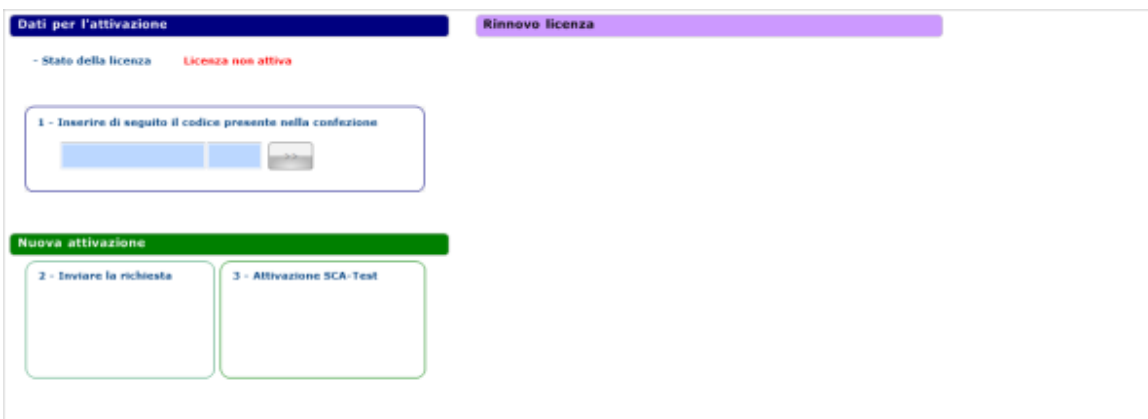 Dati per l'attivazione
Rinnovo licenza
- Stato della licenza Licenza non attiva
1 - Inserire di seguito il codice presente nella confezione
>>
Nuova attivazione
2 - Inviare la richiesta
3 - Attivazione SCA-Test